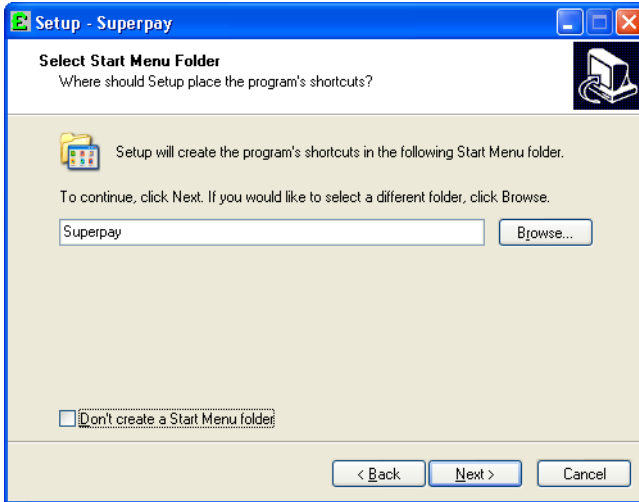 Setup - Superpay
Select Start Menu Folder
Where should Setup place the program's shortcuts?
Setup will create the program's shortcuts in the following Start Menu folder.
To continue, click Next. If you would like to select a different folder, click Browse.
Superpay
Browse...
Don't create a Start Menu folder
< Back
Next >
Cancel